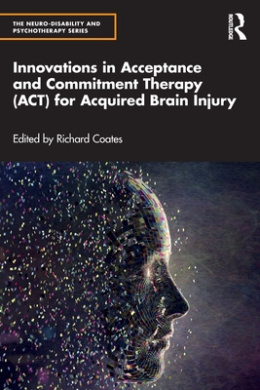 THE NEURO-DISABILITY AND
PSYCHOTHERAPY SERIES
Routledge
Innovations in Acceptance
and Commitment Therapy
(ACT) for Acquired Brain Injury
Edited by Richard Coates